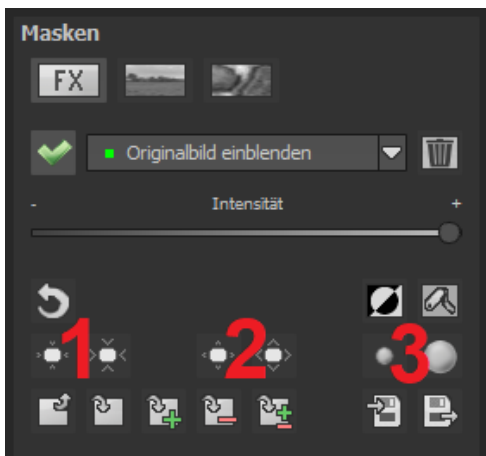 Masken
FX
Originalbild einblenden
- Intensität +
1 2 3